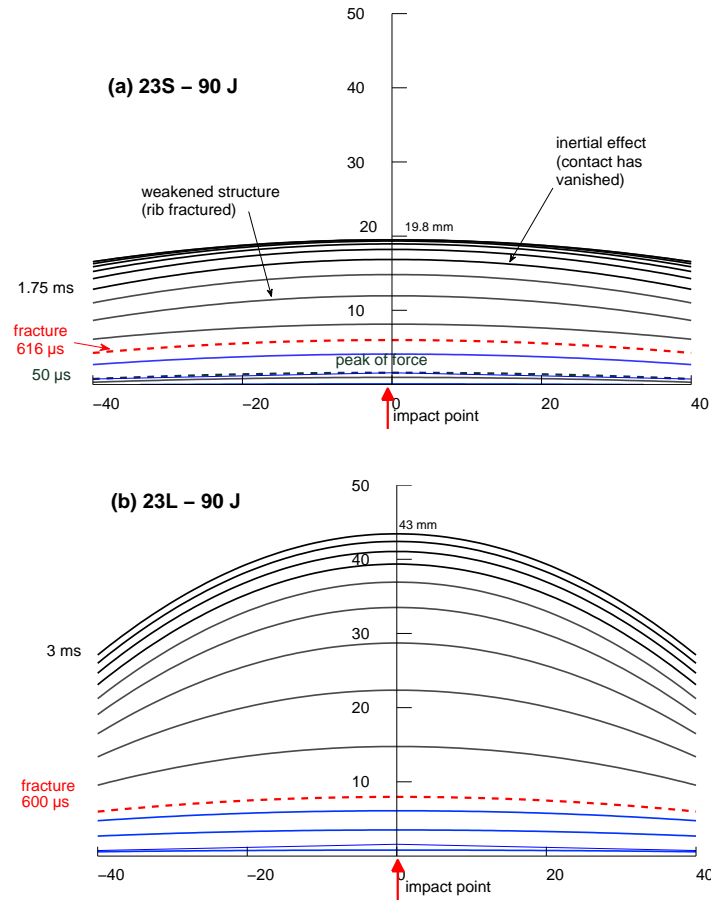 50
(a) 23S – 90 J
40
30
inertial effect
(contact has
vanished)
weakened structure
(rib fractured)
20
19.8 mm
1.75 ms
10
fracture
616 µs
peak of force
50 µs
−40
−20
0
20
40
impact point
50
(b) 23L – 90 J
43 mm
40
3 ms
30
20
fracture
600 µs
10
−40
−20
0
20
40
impact point